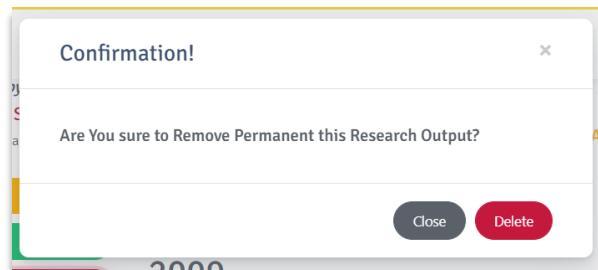 Confirmation!
×
Are You sure to Remove Permanent this Research Output?
Close
Delete